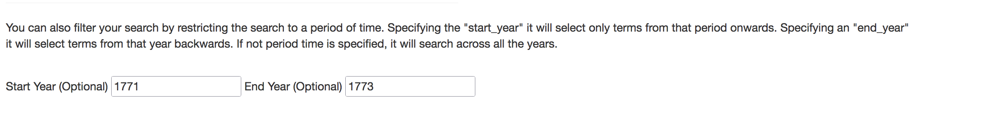 You can also filter your search by restricting the search to a period of time. Specifying the "start_year" it will select only terms from that period onwards. Specifying an "end_year"
it will select terms from that year backwards. If not period time is specified, it will search across all the years.
Start Year (Optional) 1771 End Year (Optional) 1773